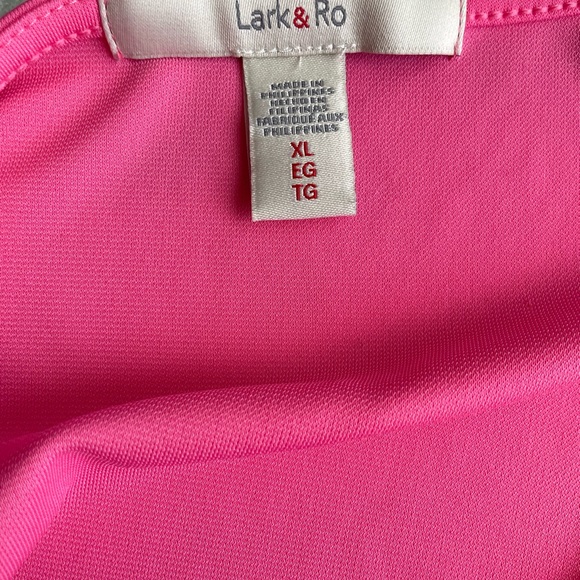 Lark&Ro
MADE IN
PHILIPPINES
HECHO EN
FILIPINAS
FABRIQUÉ AUX
PHILIPPINES
XL
EG
TG